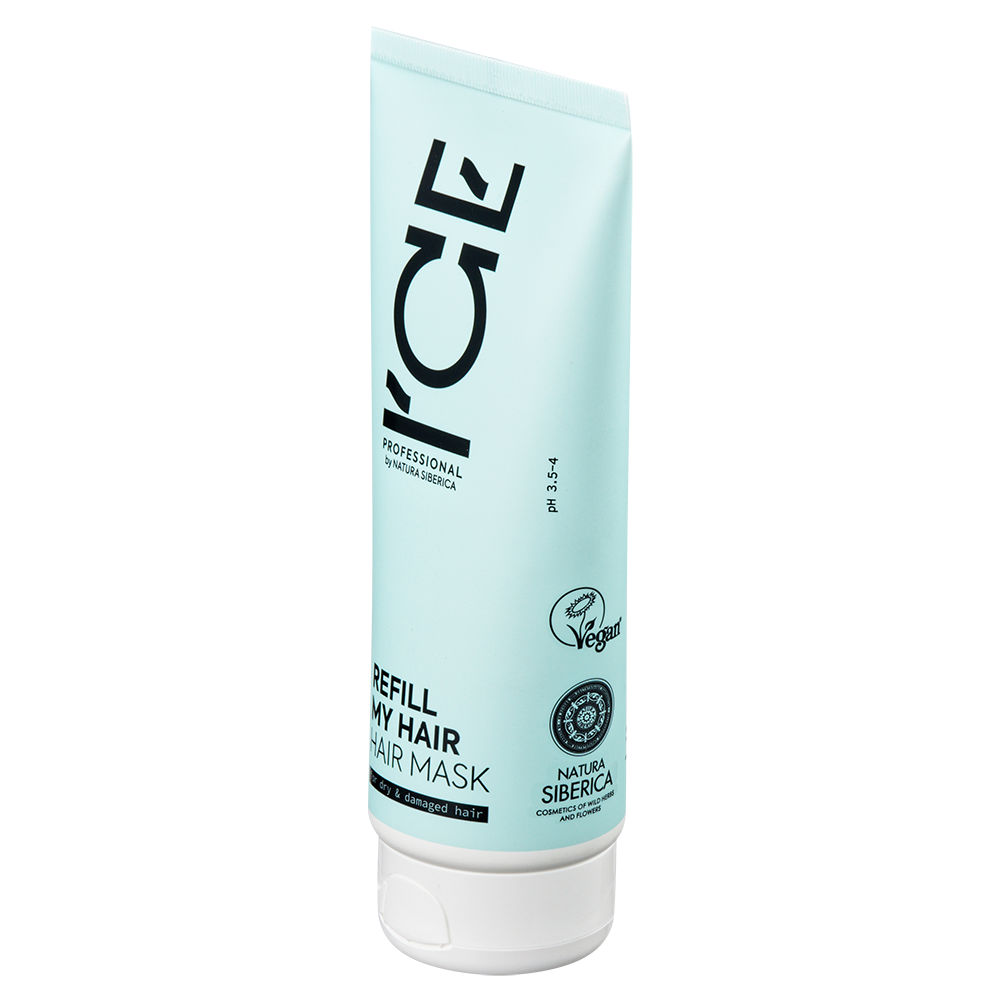 I'CE
PROFESSIONAL
by NATURA SIBERICA
pH 3.5-4
Vegan
REFILL
MY HAIR
HAIR MASK
for dry & damaged hair
NATURA
SIBERICA
COSMETICS OF WILD HERBS
AND FLOWERS